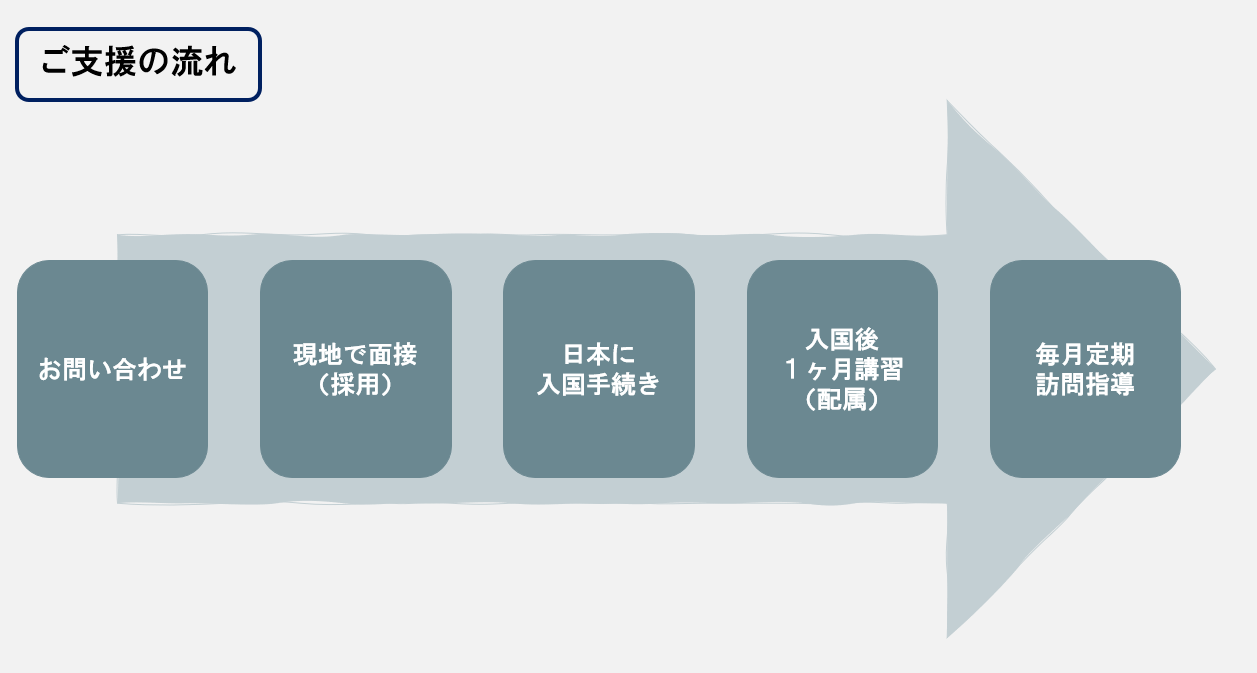 ご支援の流れ
お問い合わせ
現地で面接
（採用）
日本に
入国手続き
入国後
１ヶ月講習
（配属）
毎月定期
訪問指導